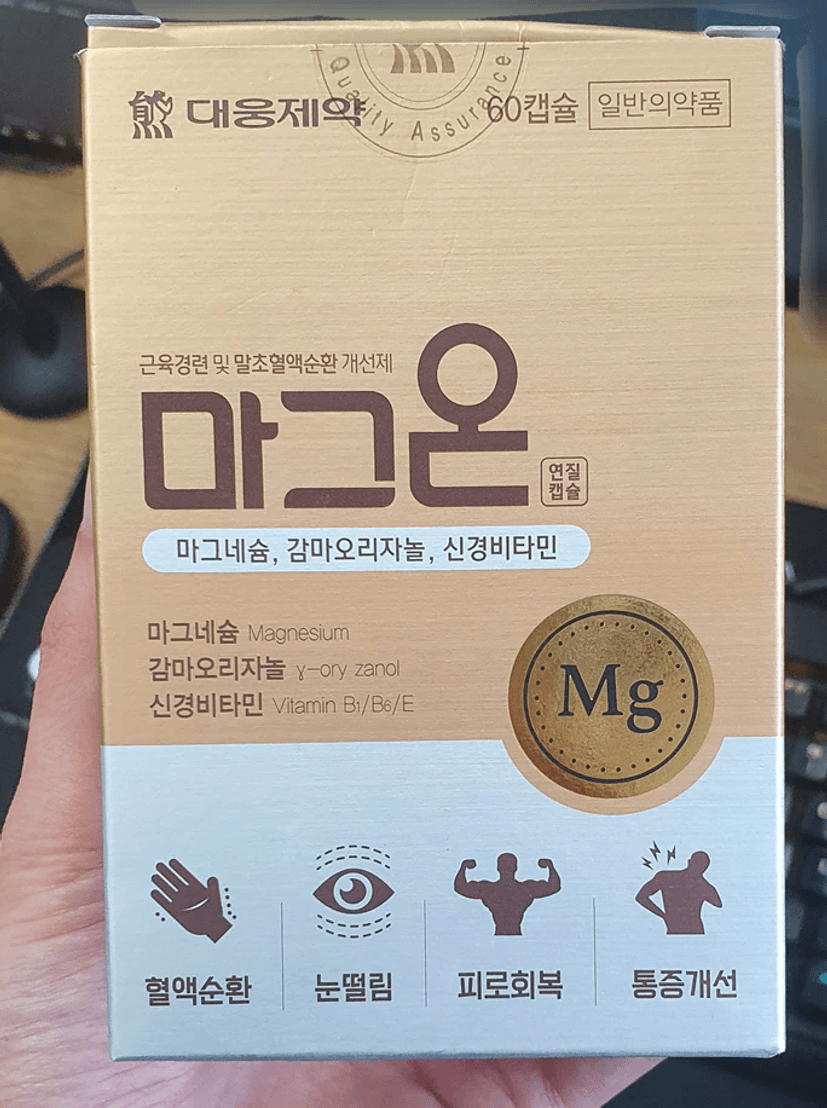 Quality Assurance
대웅제약
60캡슐 일반의약품
근육경련 및 말초혈액순환 개선제
마그온
연질
캡슐
마그네슘, 감마오리자놀, 신경비타민
마그네슘 Magnesium
감마오리자놀 γ-ory zanol
신경비타민 Vitamin B1/B6/E
Mg
혈액순환 눈떨림 피로회복 통증개선